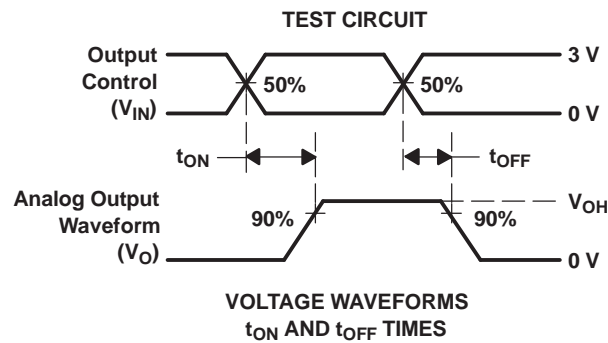 TEST CIRCUIT
Output
Control
(VIN)
50%
50%
3 V
0 V
tON
tOFF
Analog Output
Waveform
(VO)
90%
90%
VOH
0 V
VOLTAGE WAVEFORMS
tON AND tOFF TIMES